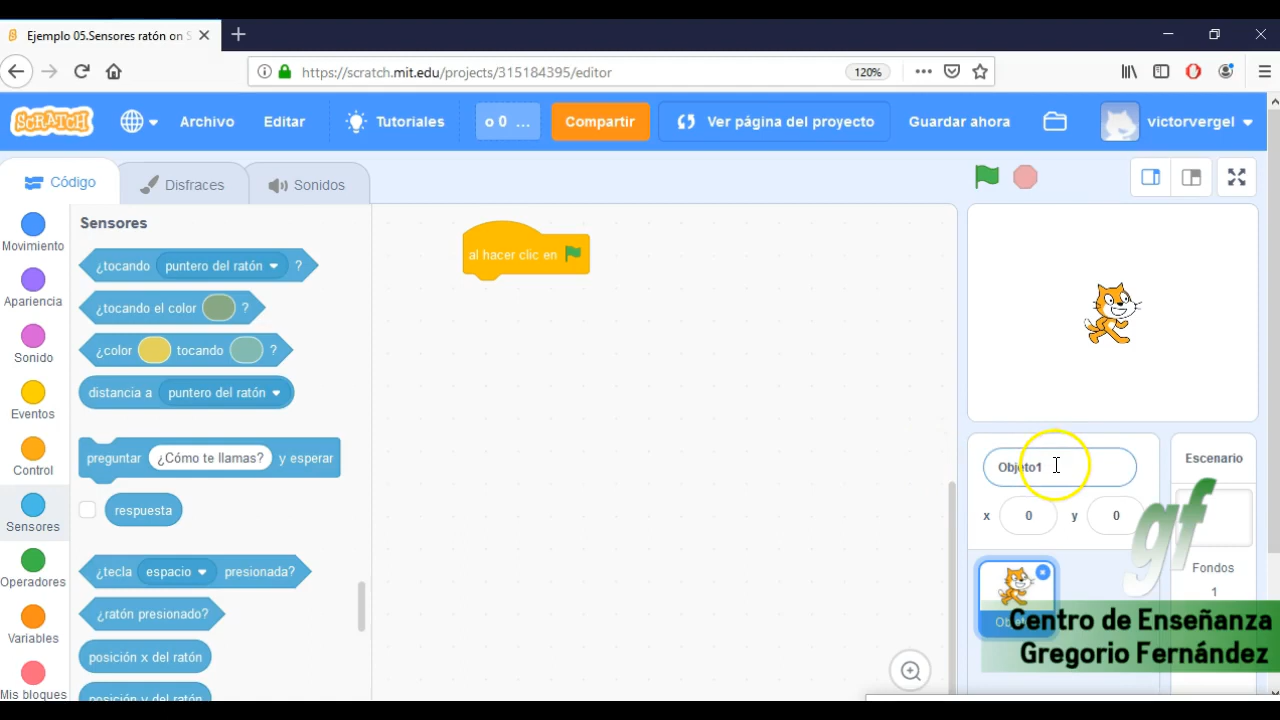 Ejemplo 05.Sensores ratón on S
https://scratch.mit.edu/projects/315184395/editor
120%
SCRATCH
Archivo
Editar
Tutoriales
o 0 ...
Compartir
Ver página del proyecto
Guardar ahora
victorvergel
Código
Disfraces
Sonidos
Movimiento
Apariencia
Sonido
Eventos
Control
Sensores
Operadores
Variables
Mis bloques
Sensores
¿tocando puntero del ratón ?
¿tocando el color ?
¿color tocando ?
distancia a puntero del ratón
preguntar ¿Cómo te llamas? y esperar
respuesta
¿tecla espacio presionada?
¿ratón presionado?
posición x del ratón
posición y del ratón
al hacer clic en
Objeto1
x 0 y 0
Escenario
Fondos
1
gf
Centro de Enseñanza
Gregorio Fernández